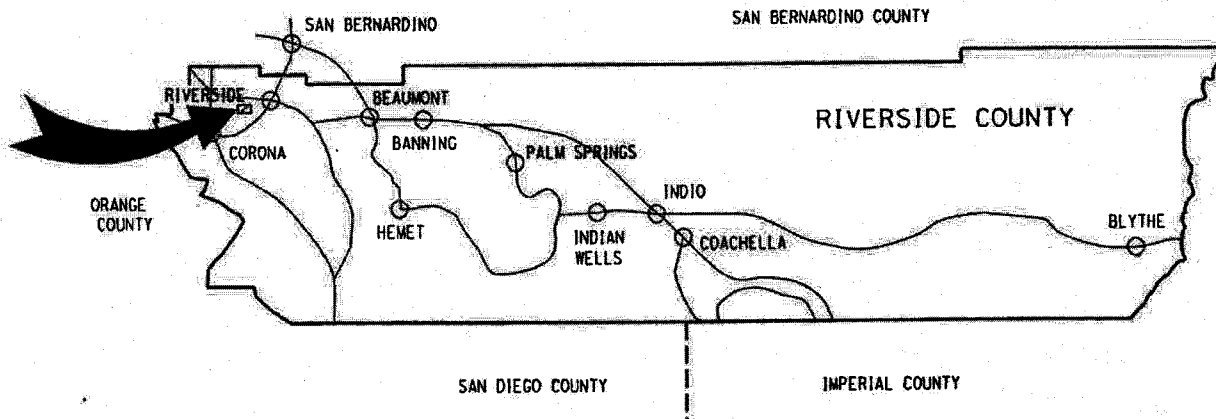 SAN BERNARDINO COUNTY
SAN BERNARDINO
RIVERSIDE
BEAUMONT
RIVERSIDE COUNTY
BANNING
CORONA
PALM SPRINGS
ORANGE
COUNTY
HEMET
INDIO
INDIAN
WELLS
COACHELLA
BLYTHE
SAN DIEGO COUNTY
IMPERIAL COUNTY